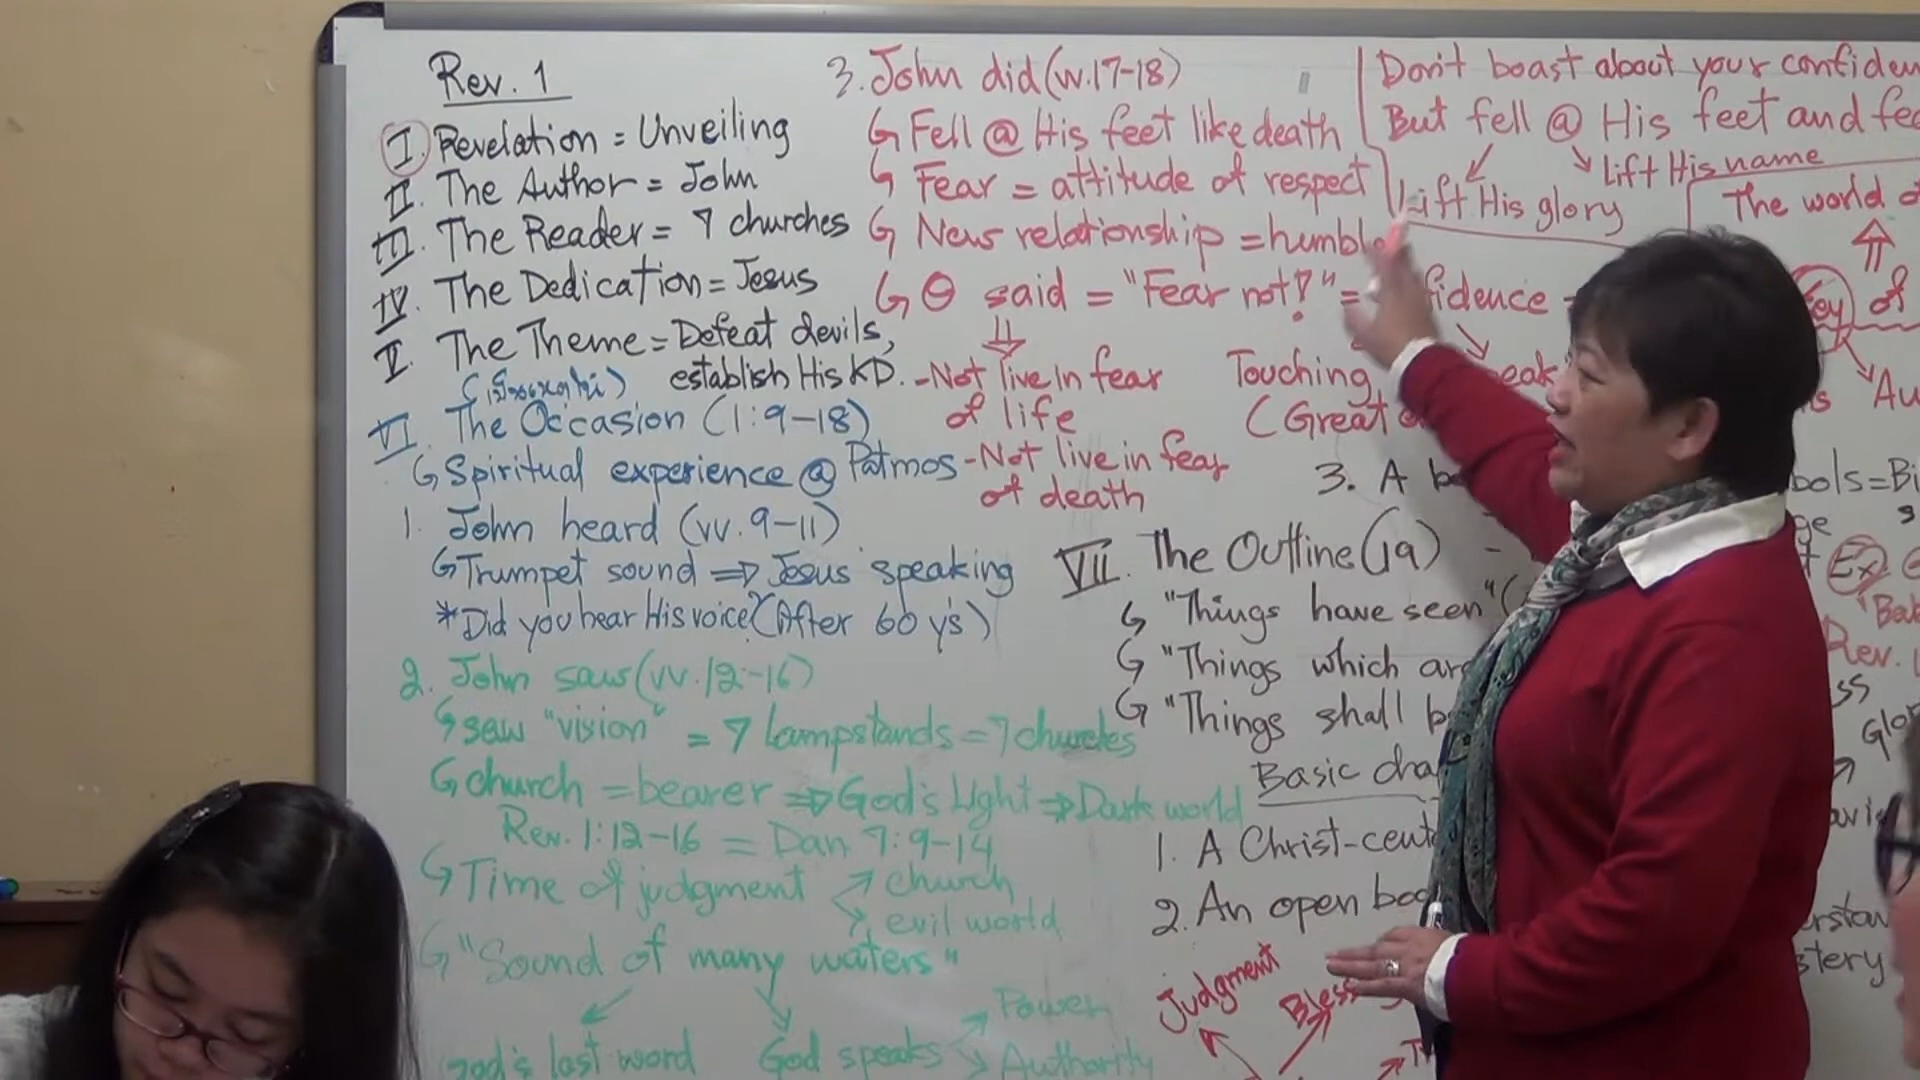 Rev. 1
I. Revelation = Unveiling
II. The Author = John
III. The Reader = 7 churches
IV. The Dedication = Jesus
V. The Theme = Defeat devils,
establish His KD.
VI. The Occasion (1:9-18)
Spiritual experience @ Patmos
1. John heard (vv. 9-11)
Trumpet sound ⇒ Jesus speaking
*Did you hear His voice? (After 60 y's)
2. John saw (vv. 12-16)
saw "vision" = 7 Lampstands = 7 churches
church = bearer ⇒ God's Light ⇒ Dark world
Rev. 1:12-16 = Dan 7:9-14
Time of judgment ↗ church
↘ evil world
"Sound of many waters"
God's last word
God speaks ↗ Power
↘ Authority
3. John did (vv. 17-18)
Fell @ His feet like death
Fear = attitude of respect
New relationship = humble
Θ said = "Fear not!" =
-Not live in fear
of life
-Not live in fear
of death
Touching
(Great
3. A
VII. The Outline (19)
"Things have seen" (
"Things which are
"Things shall
Basic
1. A Christ-cent
2. An open
Judgment
Bless
Don't boast about your
But fell @ His feet and
Lift His name
Lift His glory
The world
of
Au
Ex
Rev.